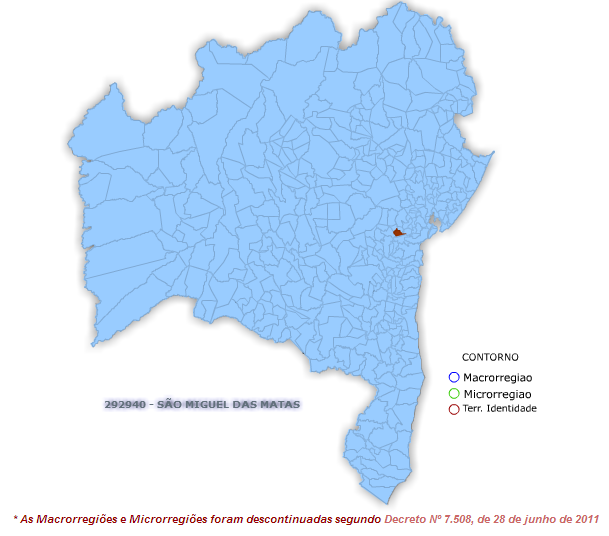 CONTORNO
Macrorregiao
Microrregiao
Terr. Identidade
292940 - SÃO MIGUEL DAS MATAS
* As Macrorregiões e Microrregiões foram descontinuadas segundo Decreto Nº 7.508, de 28 de junho de 2011